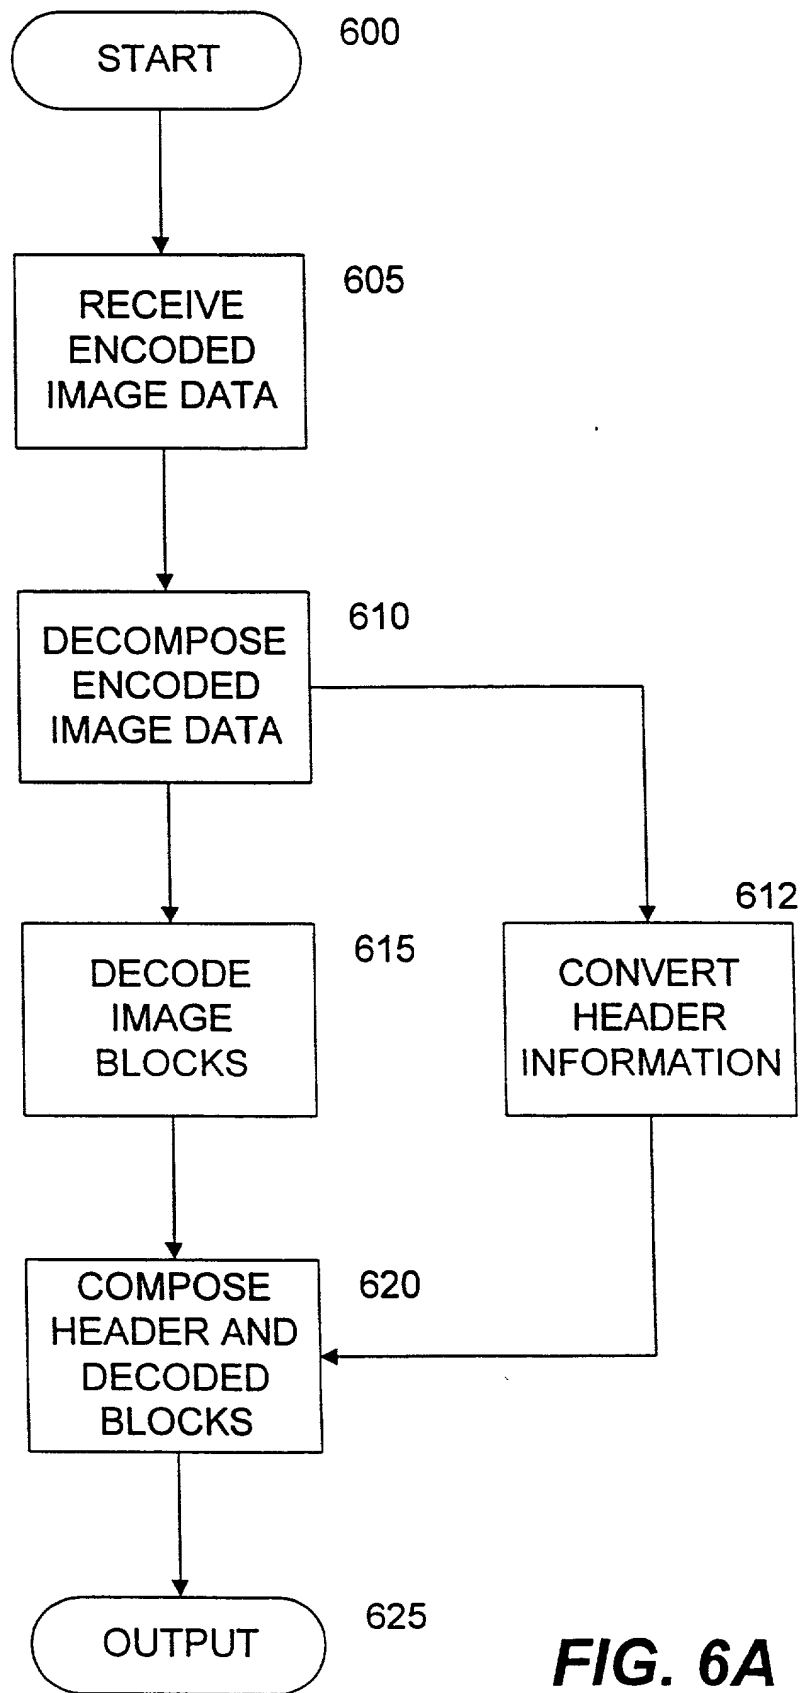 START
600
RECEIVE
ENCODED
IMAGE DATA
605
DECOMPOSE
ENCODED
IMAGE DATA
610
DECODE
IMAGE
BLOCKS
615
CONVERT
HEADER
INFORMATION
612
COMPOSE
HEADER AND
DECODED
BLOCKS
620
OUTPUT
625
FIG. 6A